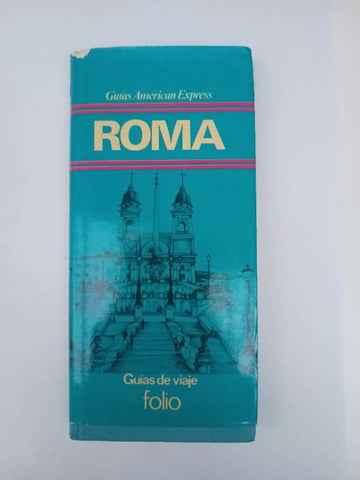 Guías American Express
ROMA
Guías de viaje
folio